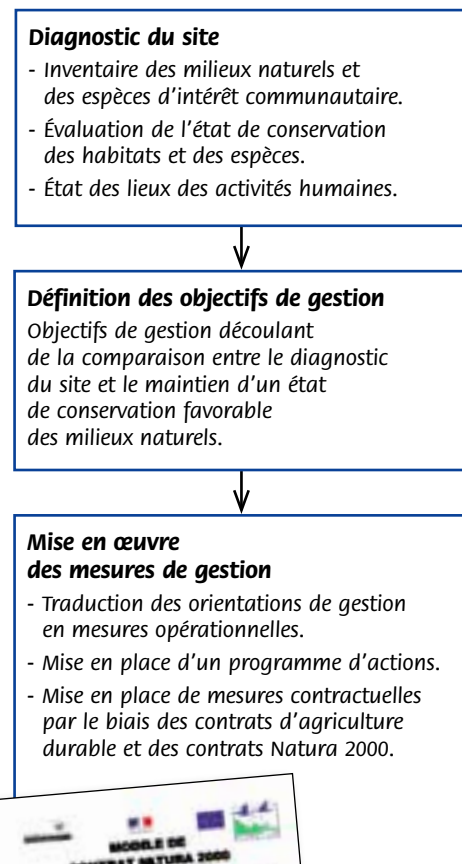 Diagnostic du site
- Inventaire des milieux naturels et
des espèces d'intérêt communautaire.
- Évaluation de l'état de conservation
des habitats et des espèces.
- État des lieux des activités humaines.
Définition des objectifs de gestion
Objectifs de gestion découlant
de la comparaison entre le diagnostic
du site et le maintien d'un état
de conservation favorable
des milieux naturels.
Mise en œuvre
des mesures de gestion
- Traduction des orientations de gestion
en mesures opérationnelles.
- Mise en place d'un programme d'actions.
- Mise en place de mesures contractuelles
par le biais des contrats d'agriculture
durable et des contrats Natura 2000.
MODELE DE
CONTRAT NATURA 2000